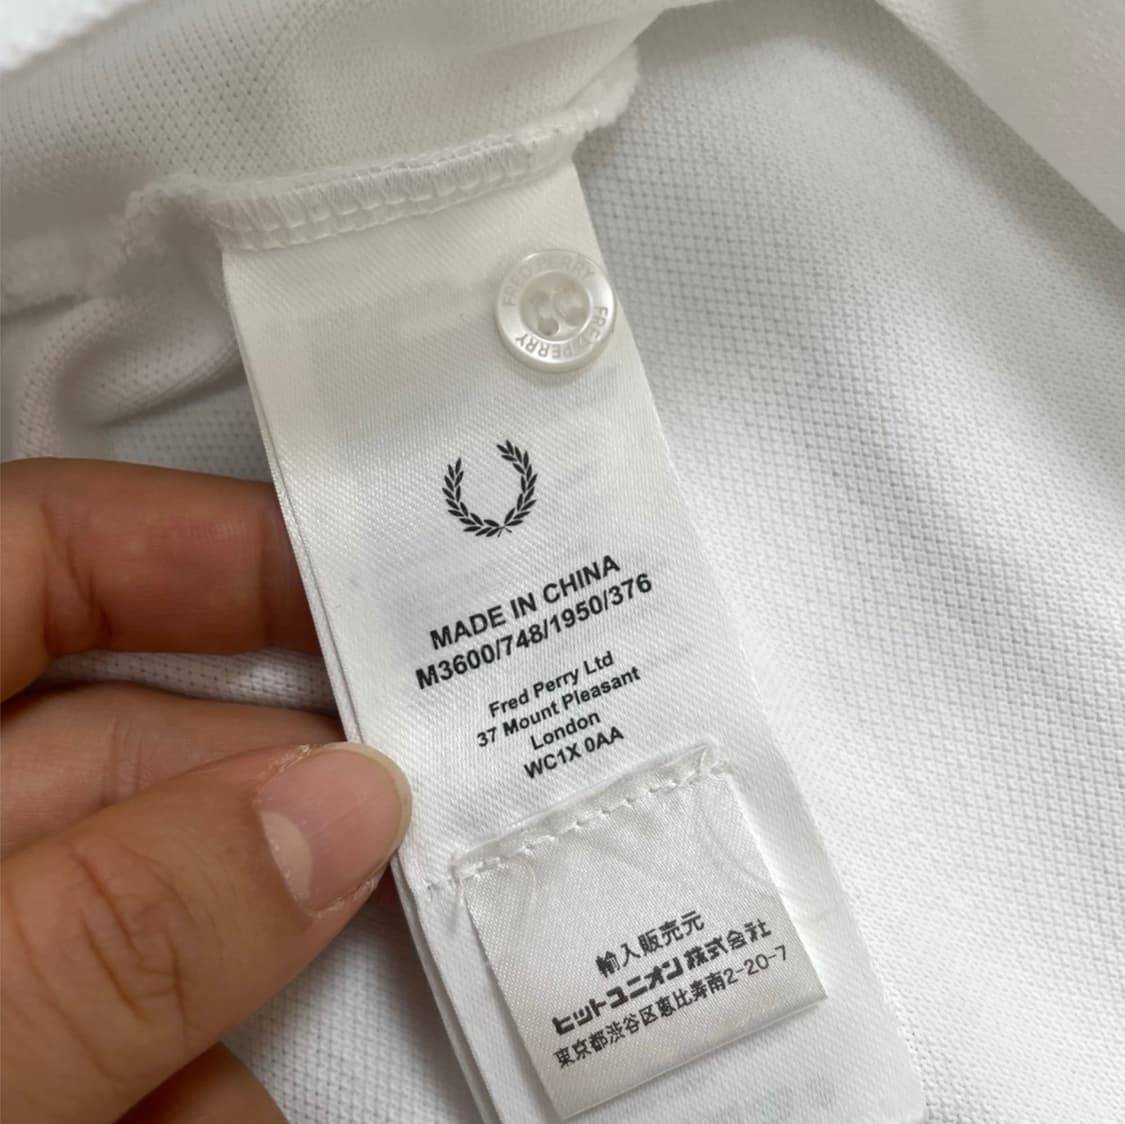 FRED PERRY
FRED PERRY
MADE IN CHINA
M3600/748/1950/376
Fred Perry Ltd
37 Mount Pleasant
London
WC1X 0AA
輸入販売元
ヒットユニオン株式会社
東京都渋谷区恵比寿南2-20-7